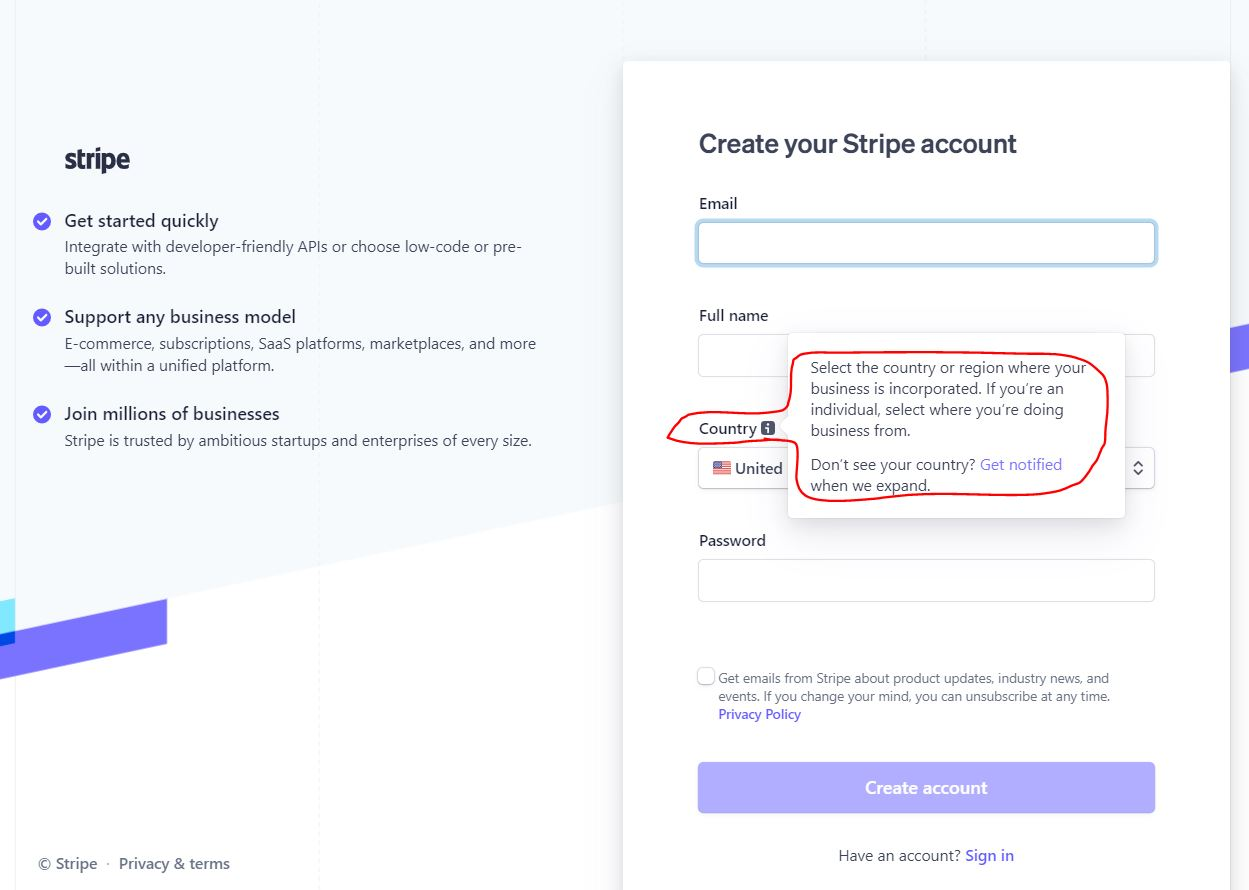 stripe
Get started quickly
Integrate with developer-friendly APIs or choose low-code or pre-
built solutions.
Support any business model
E-commerce, subscriptions, SaaS platforms, marketplaces, and more
—all within a unified platform.
Join millions of businesses
Stripe is trusted by ambitious startups and enterprises of every size.
© Stripe · Privacy & terms
Create your Stripe account
Email
Full name
Country
Select the country or region where your
business is incorporated. If you're an
individual, select where you're doing
business from.
Don't see your country? Get notified
when we expand.
United
Password
Get emails from Stripe about product updates, industry news, and
events. If you change your mind, you can unsubscribe at any time.
Privacy Policy
Create account
Have an account? Sign in